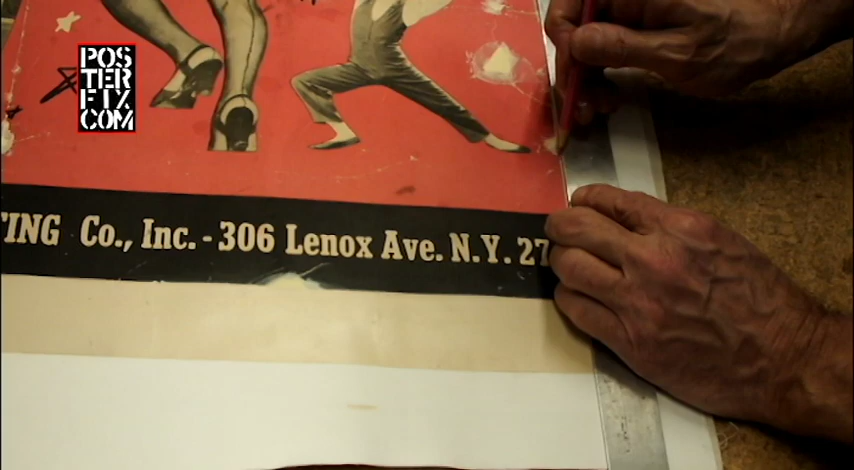 POS
TER
FIX
COM
TING Co., Inc. - 306 Lenox Ave. N.Y. 27